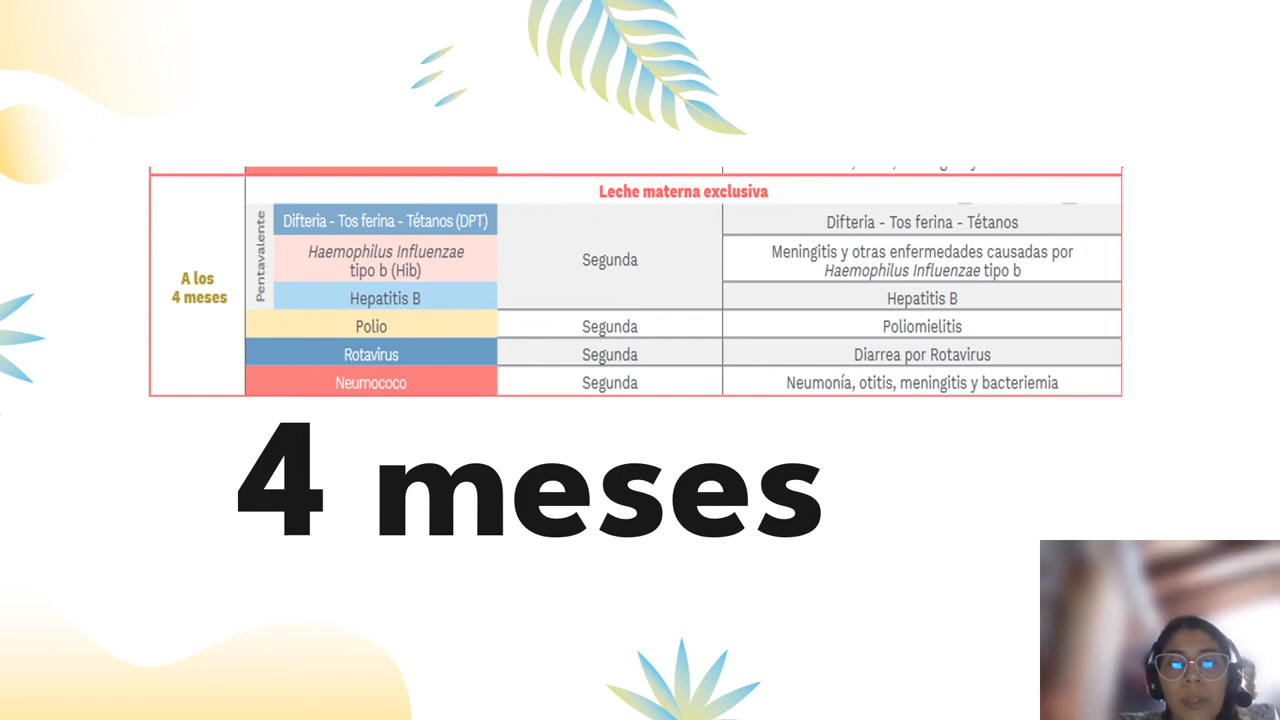 Leche materna exclusiva
A los
4 meses
Pentavalente
Difteria - Tos ferina - Tétanos (DPT)
Segunda
Difteria - Tos ferina - Tétanos
Haemophilus Influenzae
tipo b (Hib)
Meningitis y otras enfermedades causadas por
Haemophilus Influenzae tipo b
Hepatitis B
Hepatitis B
Polio
Segunda
Poliomielitis
Rotavirus
Segunda
Diarrea por Rotavirus
Neumococo
Segunda
Neumonía, otitis, meningitis y bacteriemia
4 meses